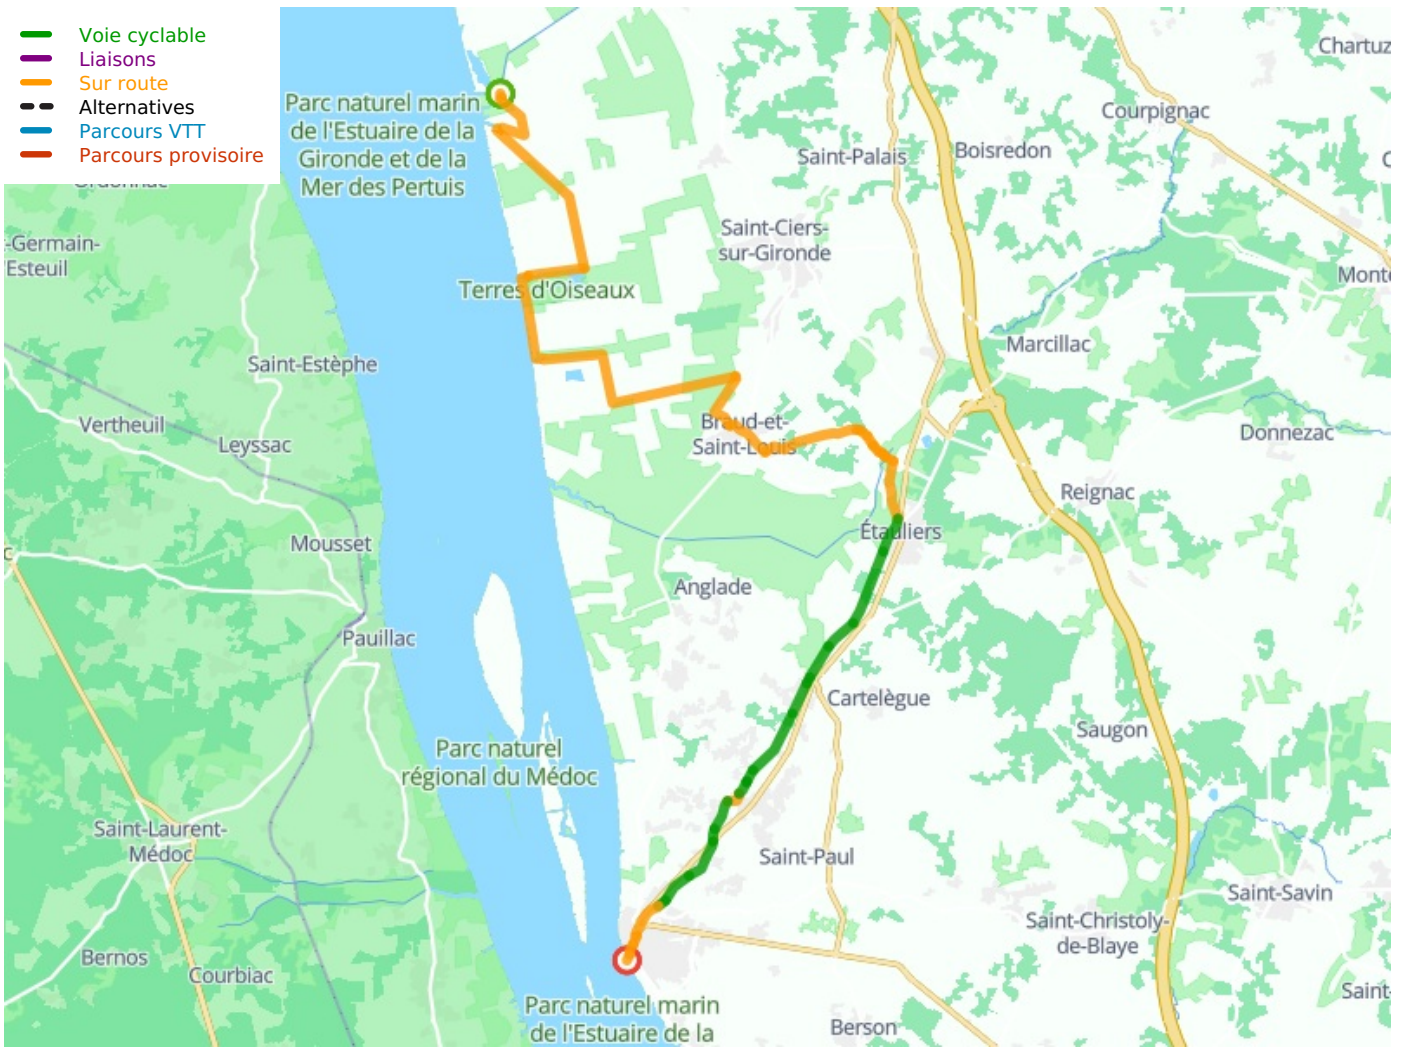 Voie cyclable
Liaisons
Sur route
Alternatives
Parcours VTT
Parcours provisoire
Chartuz
Courpignac
Parc naturel marin
de l'Estuaire de la
Gironde et de la
Mer des Pertuis
Saint-Palais
Boisredon
C
-Germain-
'Esteuil
Saint-Ciers-
sur-Gironde
Monte
Terres d'Oiseaux
Marcillac
Saint-Estèphe
Vertheuil
Leyssac
Braud-et-
Saint-Louis
Donnezac
Reignac
Étauliers
Mousset
c
Anglade
Pauillac
Cartelègue
Saugon
Parc naturel
régional du Médoc
Saint-Laurent-
Médoc
Saint-Paul
Saint-Savin
Saint-Christoly-
de-Blaye
Bernos
Courbiac
Saint-
Parc naturel marin
de l'Estuaire de la
Berson